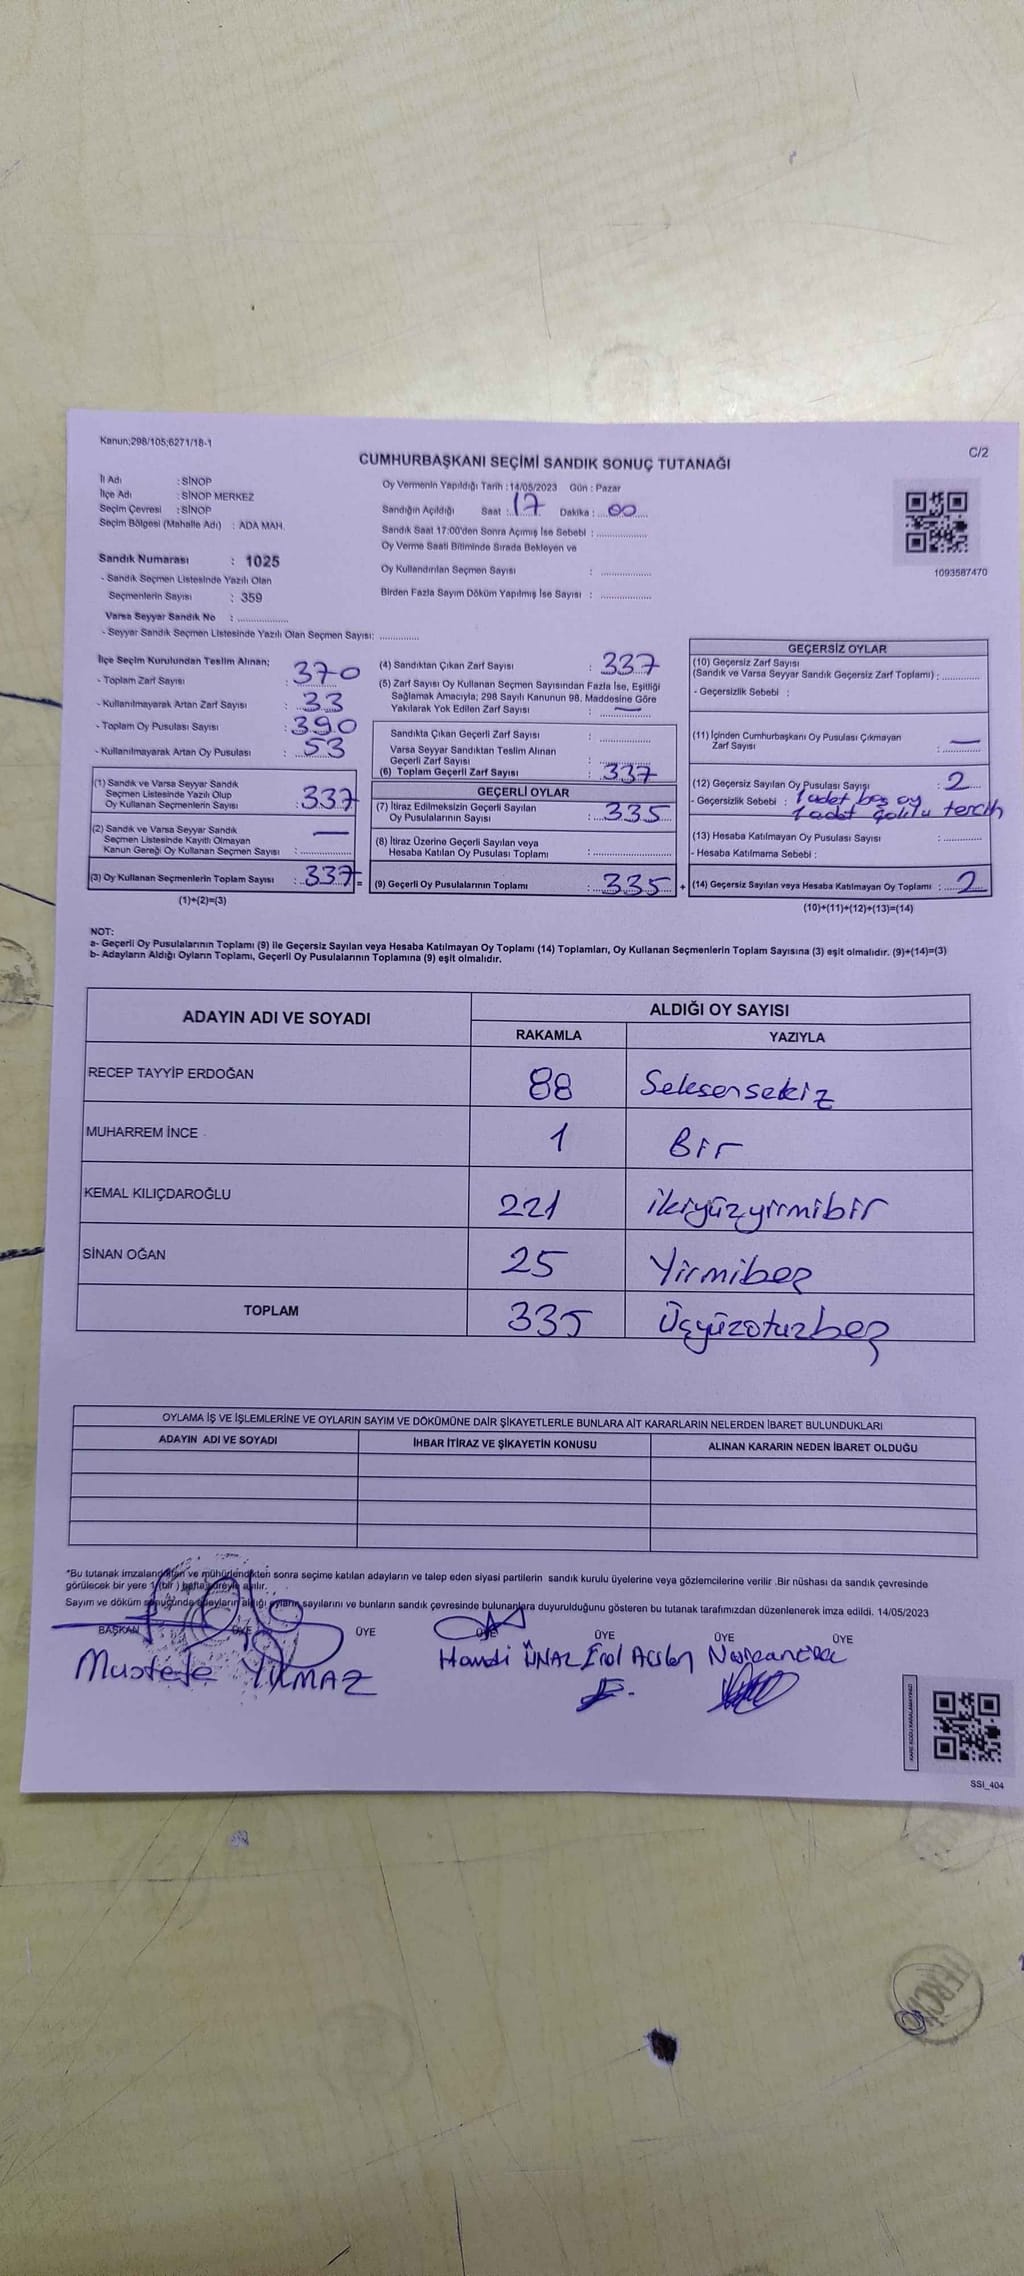 Kanun;298/105;6271/18-1
C/2
CUMHURBAŞKANI SEÇİMİ SANDIK SONUÇ TUTANAĞI
İl Adı : SİNOP
İlçe Adı : SİNOP MERKEZ
Seçim Çevresi : SİNOP
Seçim Bölgesi (Mahalle Adı) : ADA MAH.
Sandık Numarası : 1025
- Sandık Seçmen Listesinde Yazılı Olan
Seçmenlerin Sayısı : 359
Varsa Seyyar Sandık No : ..............
- Seyyar Sandık Seçmen Listesinde Yazılı Olan Seçmen Sayısı: ............
Oy Vermenin Yapıldığı Tarih : 14/05/2023 Gün : Pazar
Sandığın Açıldığı Saat : 17 Dakika : 00
Sandık Saat 17:00'den Sonra Açımış İse Sebebi : ..............
Oy Verme Saati Bitiminde Sırada Bekleyen ve
Oy Kullandırılan Seçmen Sayısı : ..............
Birden Fazla Sayım Döküm Yapılmış İse Sayısı : ..............
1093587470
İlçe Seçim Kurulundan Teslim Alınan;
- Toplam Zarf Sayısı : 370
- Kullanılmayarak Artan Zarf Sayısı : 33
- Toplam Oy Pusulası Sayısı : 390
- Kullanılmayarak Artan Oy Pusulası : 53
(1) Sandık ve Varsa Seyyar Sandık
Seçmen Listesinde Yazılı Olup
Oy Kullanan Seçmenlerin Sayısı : 337
(2) Sandık ve Varsa Seyyar Sandık
Seçmen Listesinde Kayıtlı Olmayan
Kanun Gereği Oy Kullanan Seçmen Sayısı : —
(3) Oy Kullanan Seçmenlerin Toplam Sayısı : 337 =
(1)+(2)=(3)
(4) Sandıktan Çıkan Zarf Sayısı : 337
(5) Zarf Sayısı Oy Kullanan Seçmen Sayısından Fazla İse, Eşitliği
Sağlamak Amacıyla; 298 Sayılı Kanunun 98. Maddesine Göre
Yakılarak Yok Edilen Zarf Sayısı : —
Sandıkta Çıkan Geçerli Zarf Sayısı : ..............
Varsa Seyyar Sandıktan Teslim Alınan
Geçerli Zarf Sayısı : ..............
(6) Toplam Geçerli Zarf Sayısı : 337
GEÇERLİ OYLAR
(7) İtiraz Edilmeksizin Geçerli Sayılan
Oy Pusulalarının Sayısı : 335
(8) İtiraz Üzerine Geçerli Sayılan veya
Hesaba Katılan Oy Pusulası Toplamı : ..............
(9) Geçerli Oy Pusulalarının Toplamı : 335 +
GEÇERSİZ OYLAR
(10) Geçersiz Zarf Sayısı
(Sandık ve Varsa Seyyar Sandık Geçersiz Zarf Toplamı) : ............
- Geçersizlik Sebebi :
(11) İçinden Cumhurbaşkanı Oy Pusulası Çıkmayan
Zarf Sayısı : —
(12) Geçersiz Sayılan Oy Pusulası Sayısı : 2
- Geçersizlik Sebebi : 1 adet boş oy
1 adet çoklu tercih
(13) Hesaba Katılmayan Oy Pusulası Sayısı : ............
- Hesaba Katılmama Sebebi :
(14) Geçersiz Sayılan veya Hesaba Katılmayan Oy Toplamı : 2
(10)+(11)+(12)+(13)=(14)
NOT:
a- Geçerli Oy Pusulalarının Toplamı (9) ile Geçersiz Sayılan veya Hesaba Katılmayan Oy Toplamı (14) Toplamları, Oy Kullanan Seçmenlerin Toplam Sayısına (3) eşit olmalıdır. (9)+(14)=(3)
b- Adayların Aldığı Oyların Toplamı, Geçerli Oy Pusulalarının Toplamına (9) eşit olmalıdır.
ADAYIN ADI VE SOYADI ALDIĞI OY SAYISI
RAKAMLA YAZIYLA
RECEP TAYYİP ERDOĞAN 88 Seksensekiz
MUHARREM İNCE 1 Bir
KEMAL KILIÇDAROĞLU 221 ikiyüzyirmibir
SİNAN OĞAN 25 Yirmibeş
TOPLAM 335 Üçyüzotuzbeş
OYLAMA İŞ VE İŞLEMLERİNE VE OYLARIN SAYIM VE DÖKÜMÜNE DAİR ŞİKAYETLERLE BUNLARA AİT KARARLARIN NELERDEN İBARET BULUNDUKLARI
ADAYIN ADI VE SOYADI İHBAR İTİRAZ VE ŞİKAYETİN KONUSU ALINAN KARARIN NEDEN İBARET OLDUĞU
*Bu tutanak imzalandıktan ve mühürlendikten sonra seçime katılan adayların ve talep eden siyasi partilerin sandık kurulu üyelerine veya gözlemcilerine verilir .Bir nüshası da sandık çevresinde
görülecek bir yere 1 (bir ) hafta süreyle asılır.
Sayım ve döküm sonucunda adayların aldığı oyların sayılarını ve bunların sandık çevresinde bulunanlara duyurulduğunu gösteren bu tutanak tarafımızdan düzenlenerek imza edildi. 14/05/2023
BAŞKAN ÜYE ÜYE ÜYE ÜYE ÜYE ÜYE
Mustafa YILMAZ Hamdi ÜNAL Erol
KARE KODU KARALAMAYINIZ!
SSI_404
TERCİH